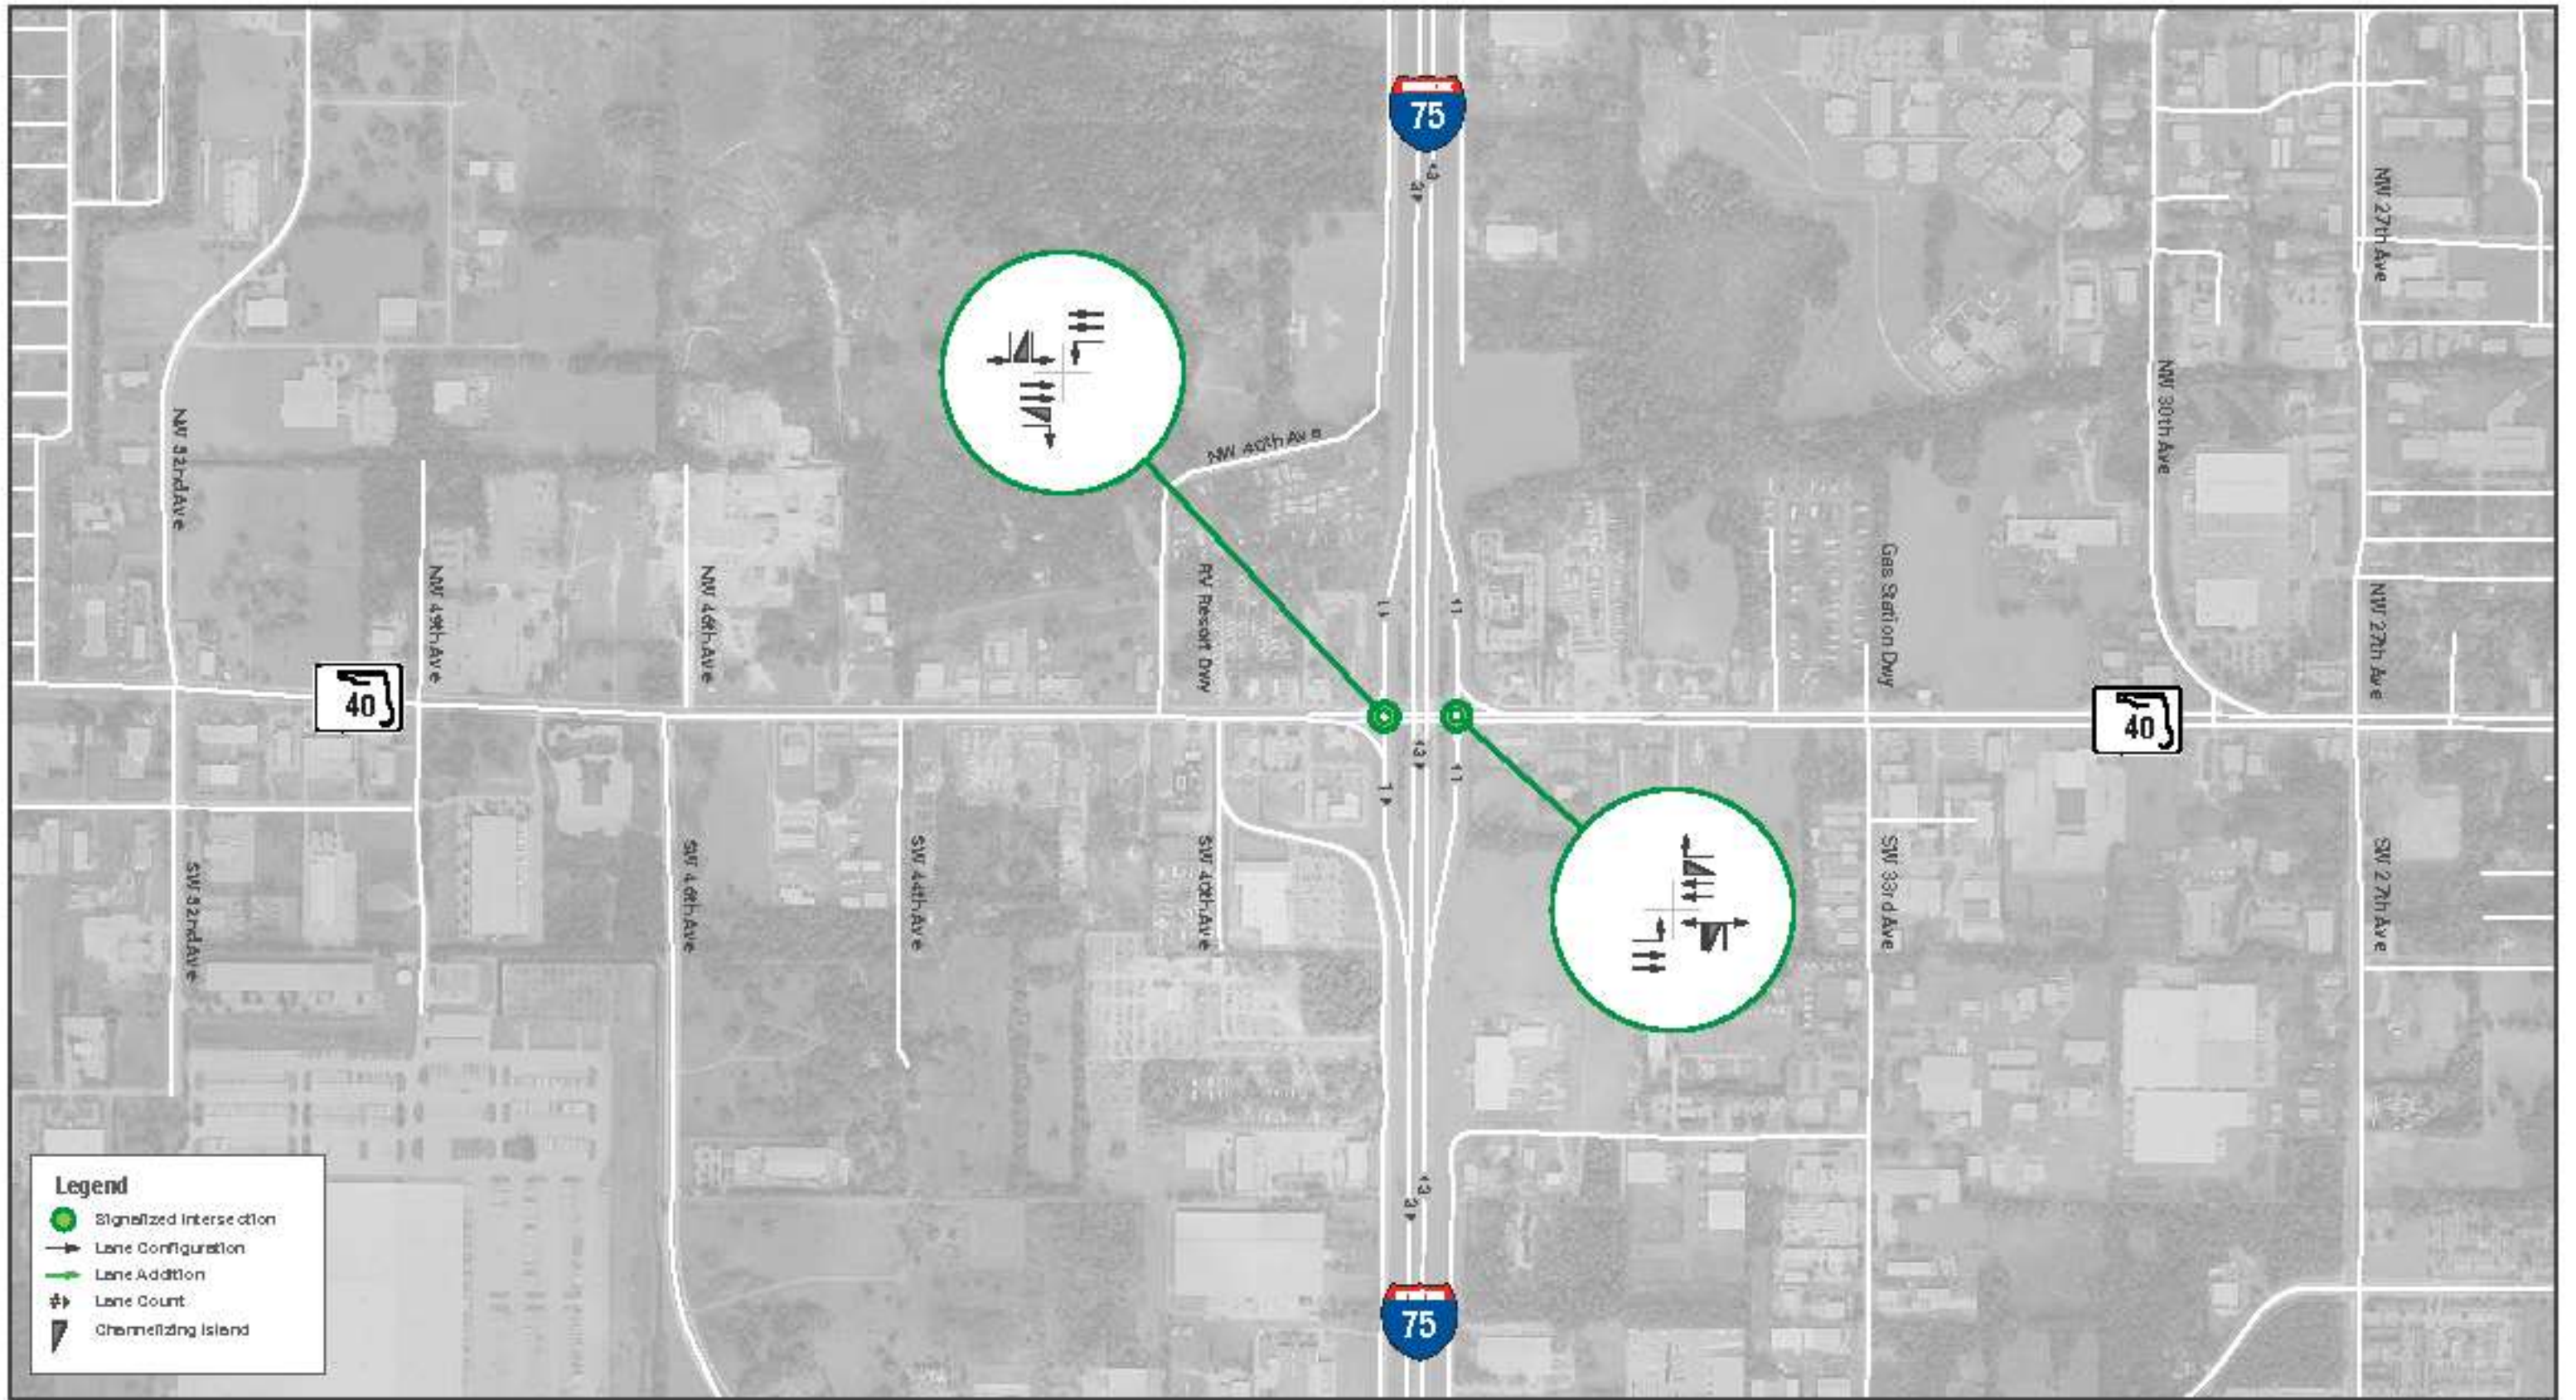 75
NW 27th Ave
NW 30th Ave
NW 52nd Ave
NW 40th Ave
NW 49th Ave
NW 46th Ave
RV Resort Dwy
Gas Station Dwy
NW 27th Ave
40
40
SW 52nd Ave
SW 46th Ave
SW 44th Ave
SW 40th Ave
SW 33rd Ave
SW 27th Ave
Legend
Signalized Intersection
Lane Configuration
Lane Addition
# Lane Count
Channelizing Island
75